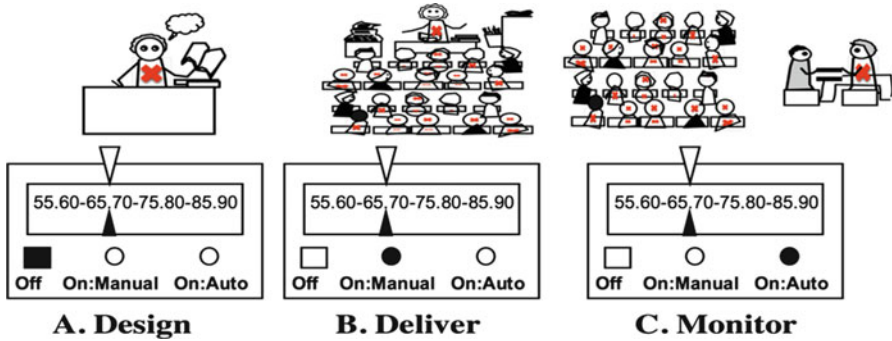 55.60-65.70-75.80-85.90
Off On:Manual On:Auto
A. Design
55.60-65.70-75.80-85.90
Off On:Manual On:Auto
B. Deliver
55.60-65.70-75.80-85.90
Off On:Manual On:Auto
C. Monitor